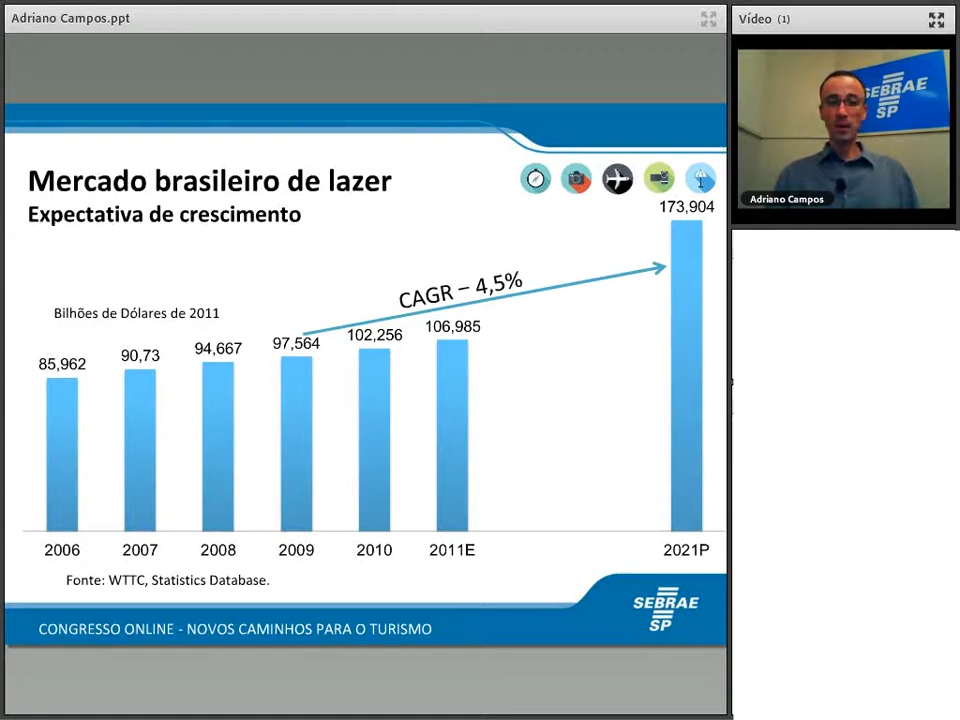 Adriano Campos.ppt
Vídeo (1)
SEBRAE
SP
Adriano Campos
Mercado brasileiro de lazer
Expectativa de crescimento
173,904
CAGR – 4,5%
Bilhões de Dólares de 2011
85,962
90,73
94,667
97,564
102,256
106,985
2006
2007
2008
2009
2010
2011E
2021P
Fonte: WTTC, Statistics Database.
SEBRAE
SP
CONGRESSO ONLINE - NOVOS CAMINHOS PARA O TURISMO